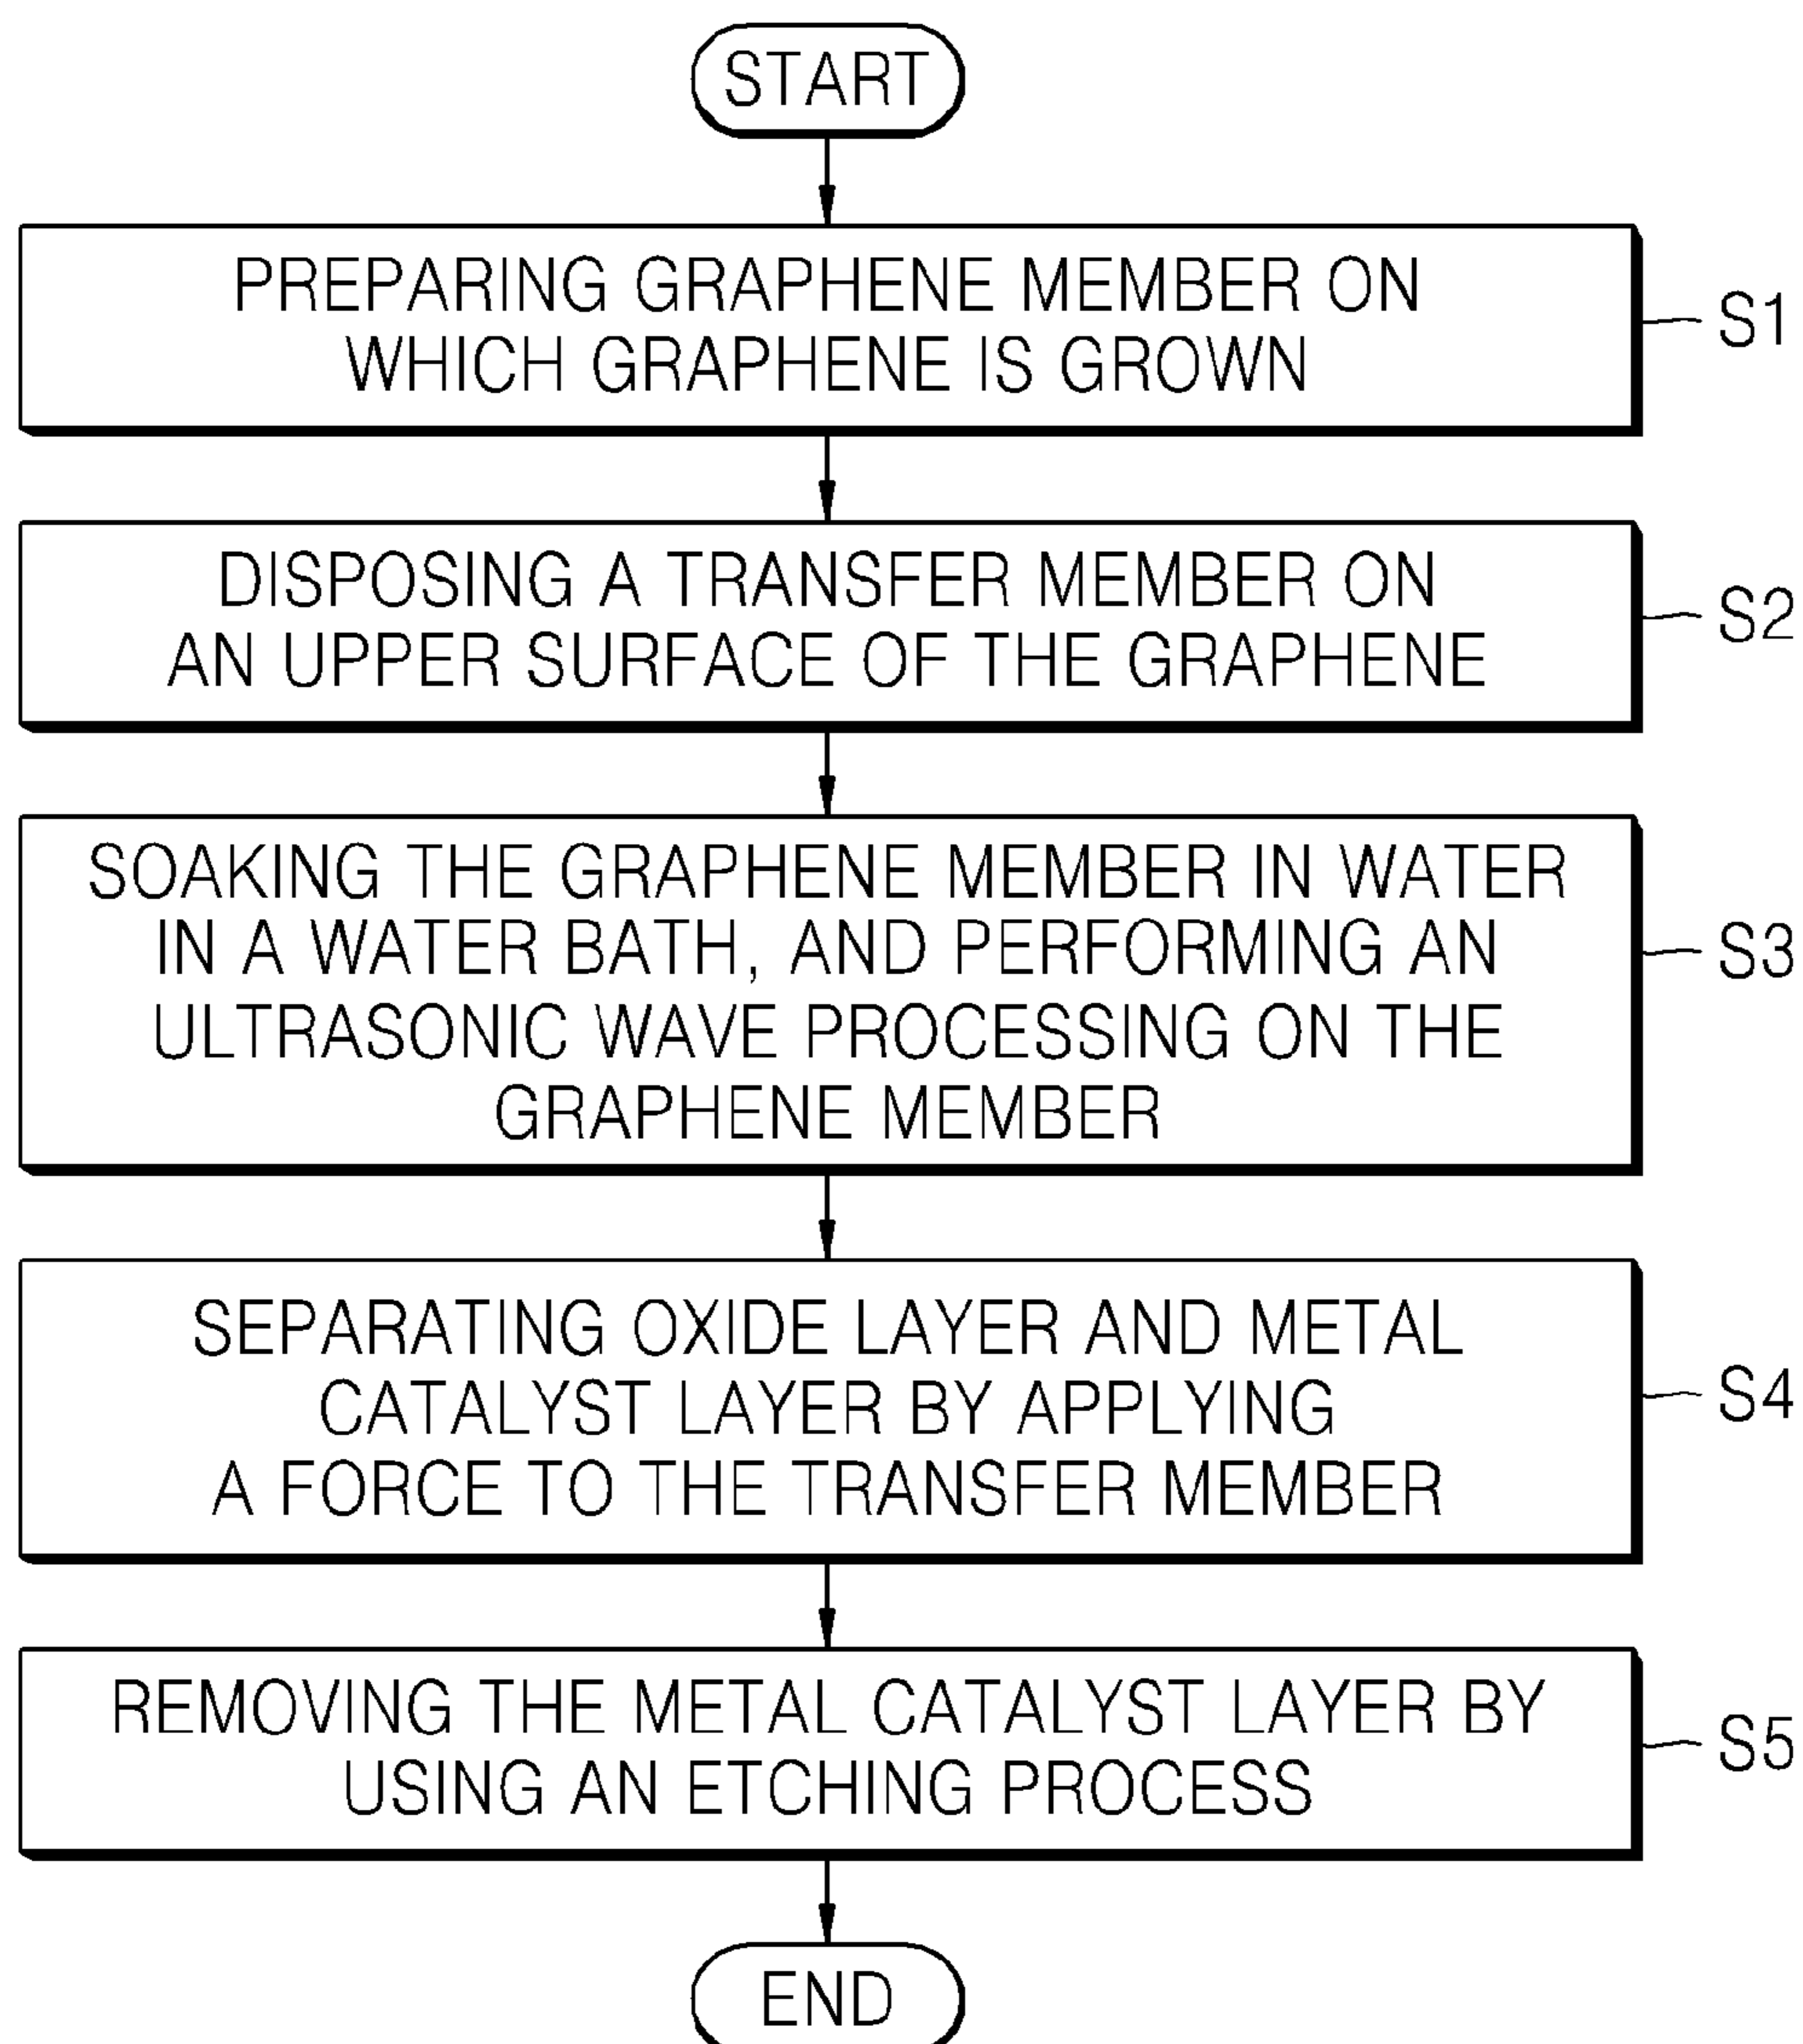 START
PREPARING GRAPHENE MEMBER ON
WHICH GRAPHENE IS GROWN
S1
DISPOSING A TRANSFER MEMBER ON
AN UPPER SURFACE OF THE GRAPHENE
S2
SOAKING THE GRAPHENE MEMBER IN WATER
IN A WATER BATH, AND PERFORMING AN
ULTRASONIC WAVE PROCESSING ON THE
GRAPHENE MEMBER
S3
SEPARATING OXIDE LAYER AND METAL
CATALYST LAYER BY APPLYING
A FORCE TO THE TRANSFER MEMBER
S4
REMOVING THE METAL CATALYST LAYER BY
USING AN ETCHING PROCESS
S5
END